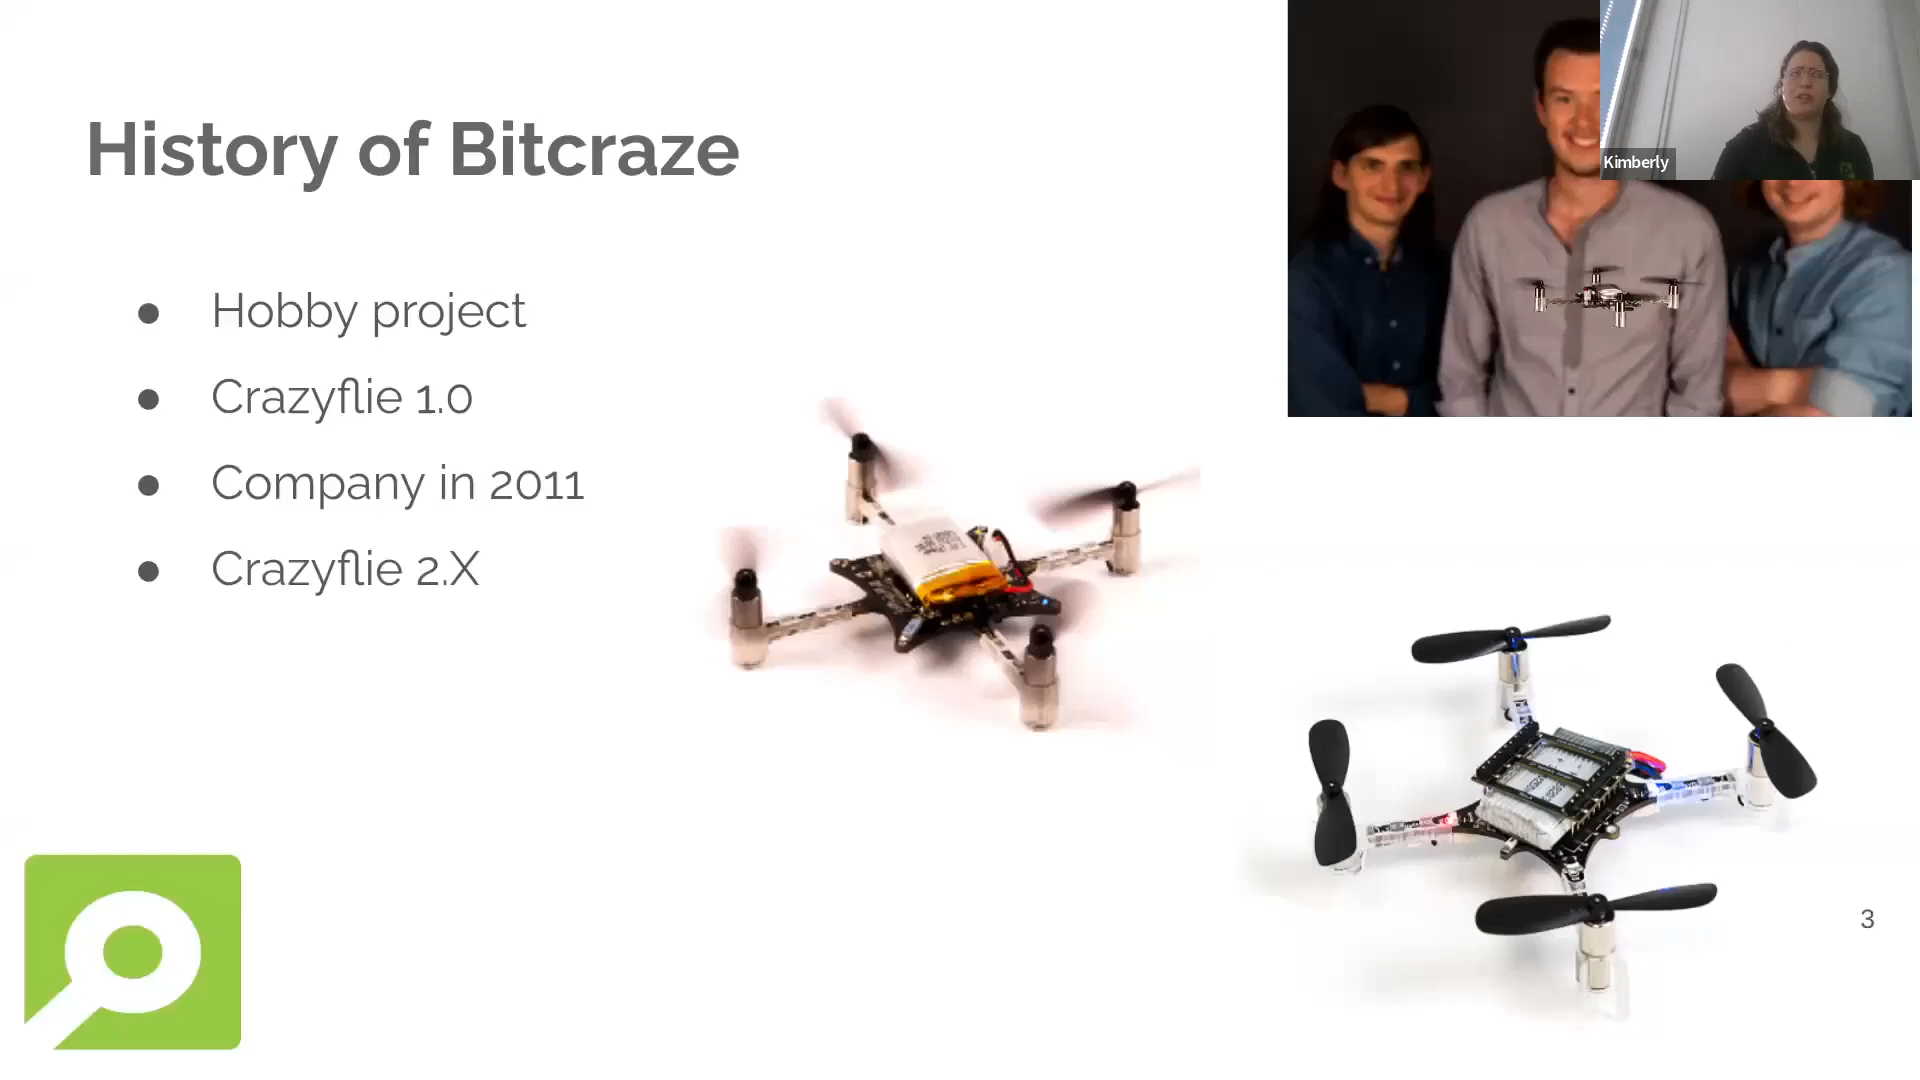 History of Bitcraze
Hobby project
Crazyflie 1.0
Company in 2011
Crazyflie 2.X
Kimberly
3